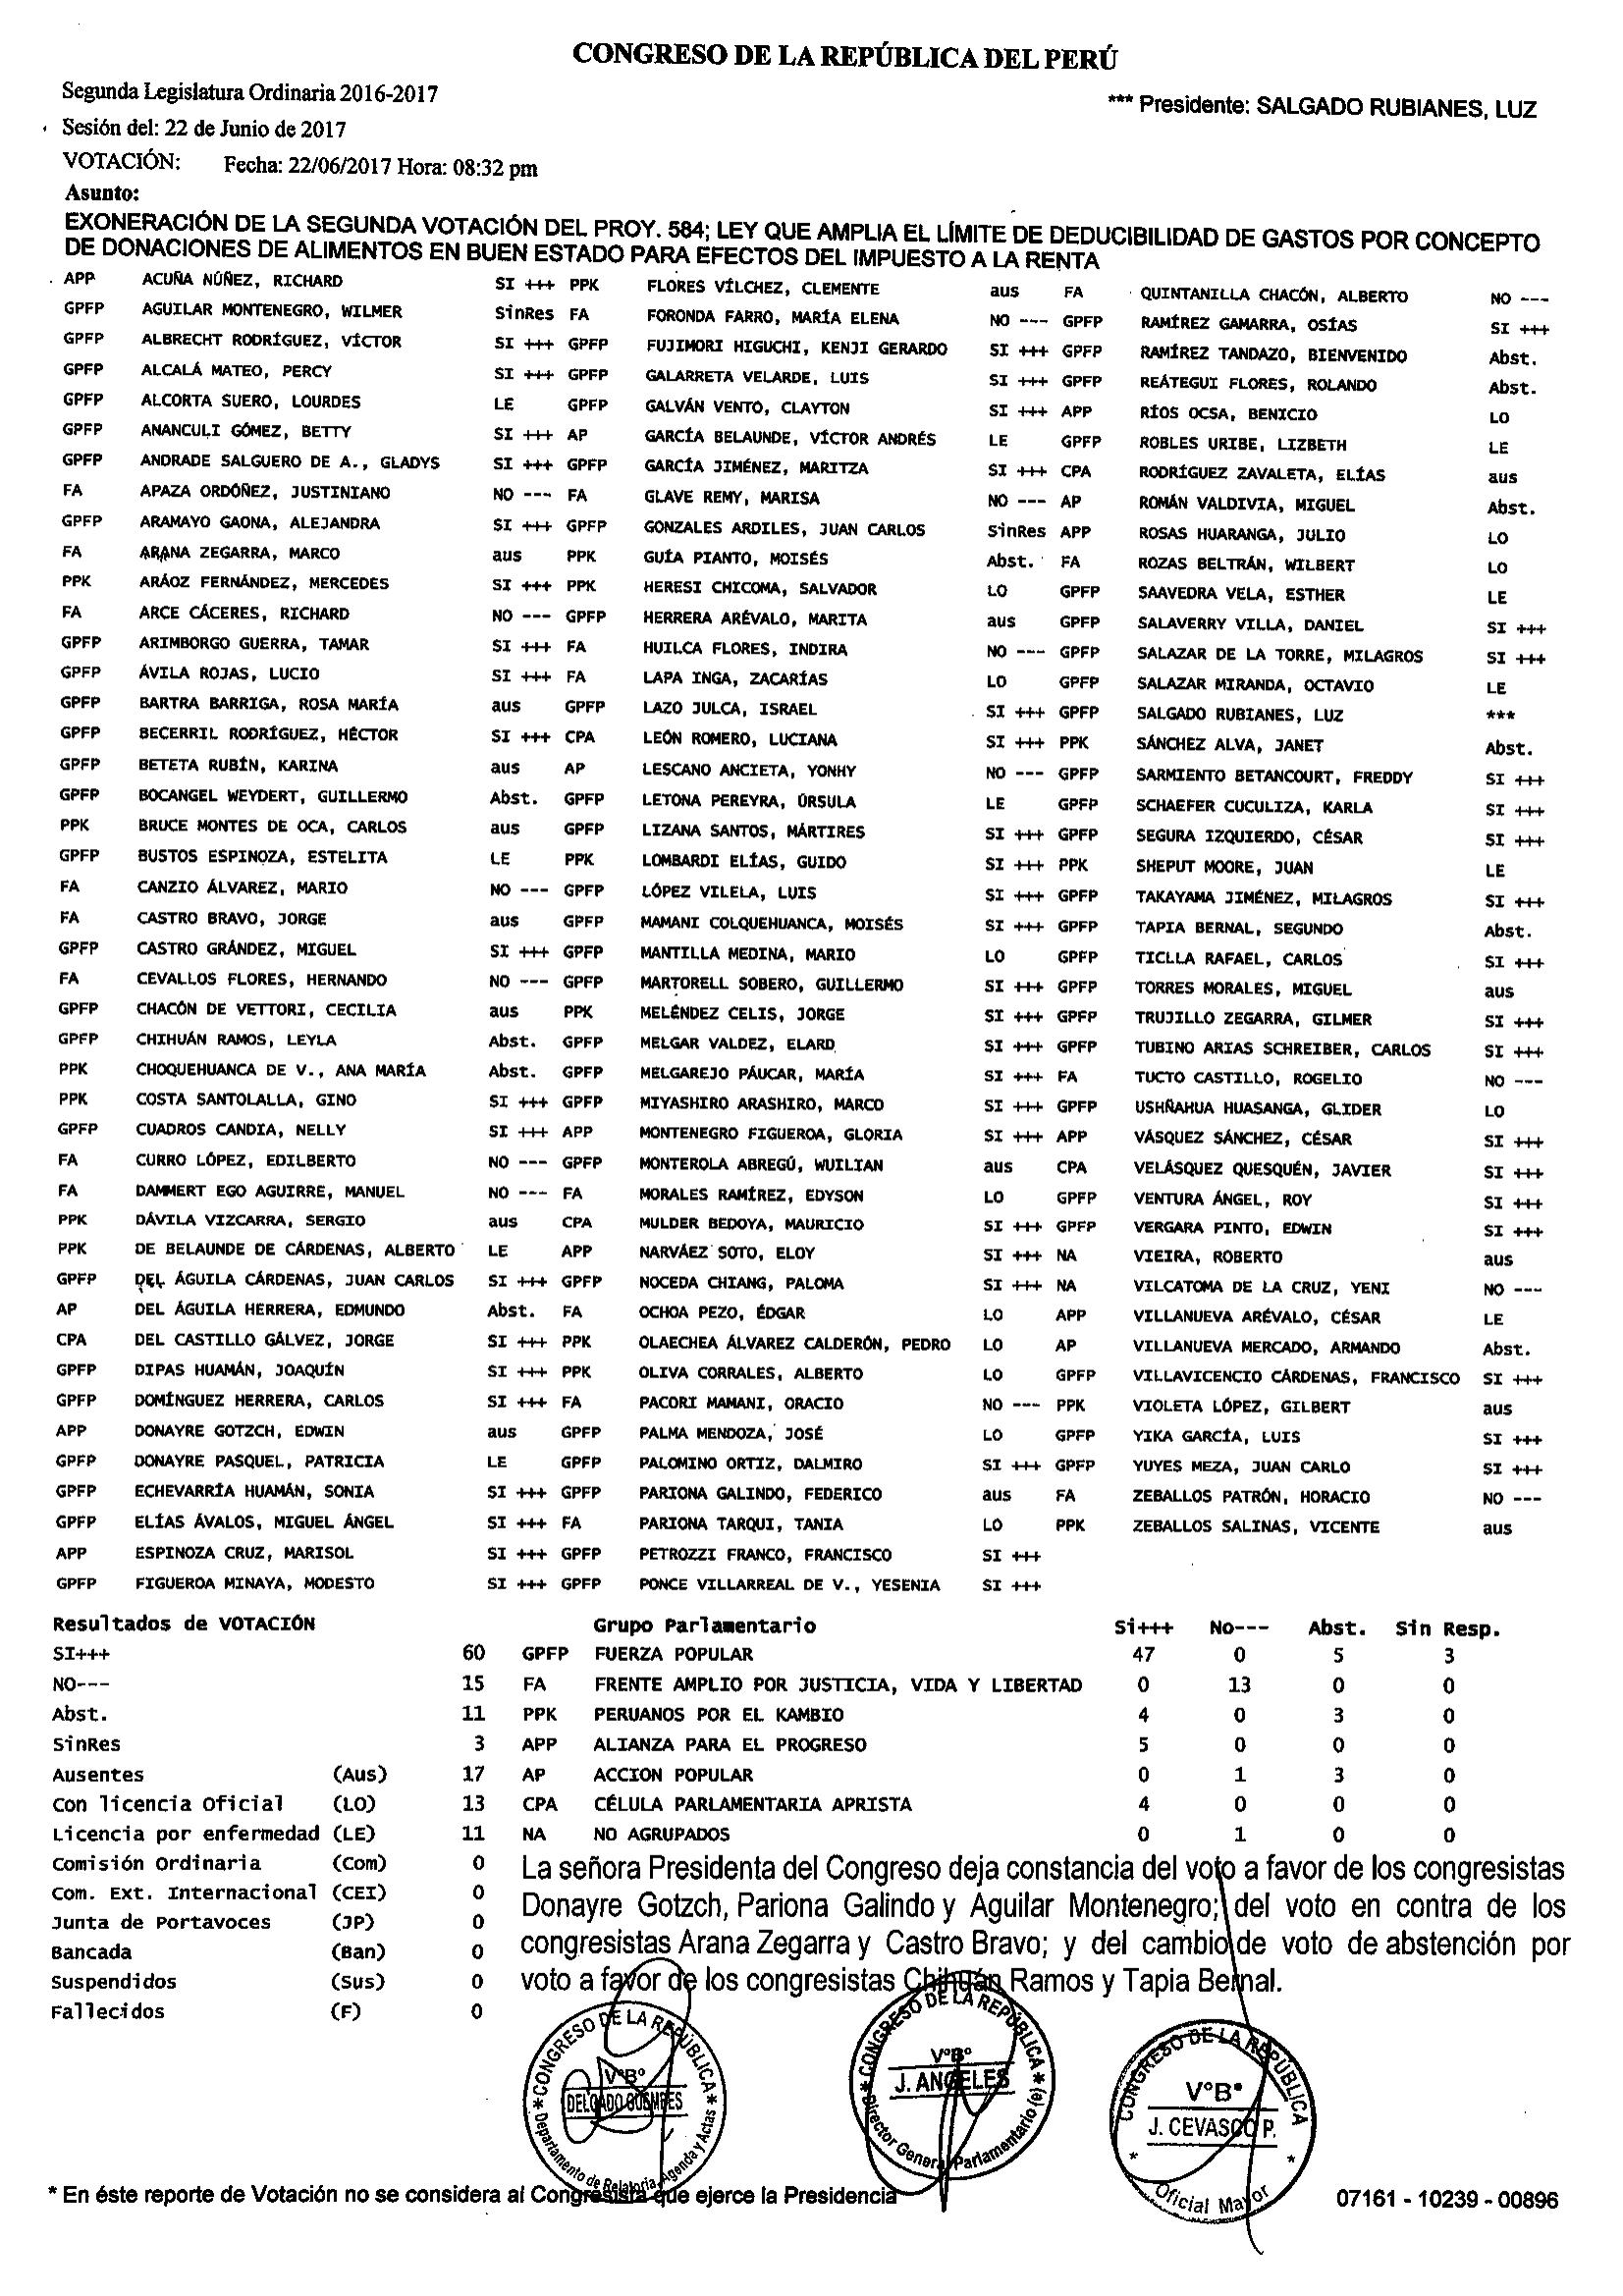 CONGRESO DE LA REPÚBLICA DEL PERÚ
Segunda Legislatura Ordinaria 2016-2017
*** Presidente: SALGADO RUBIANES, LUZ
Sesión del: 22 de Junio de 2017
VOTACIÓN: Fecha: 22/06/2017 Hora: 08:32 pm
Asunto:
EXONERACIÓN DE LA SEGUNDA VOTACIÓN DEL PROY. 584; LEY QUE AMPLIA EL LÍMITE DE DEDUCIBILIDAD DE GASTOS POR CONCEPTO
DE DONACIONES DE ALIMENTOS EN BUEN ESTADO PARA EFECTOS DEL IMPUESTO A LA RENTA
APP ACUÑA NÚÑEZ, RICHARD SI +++ PPK FLORES VÍLCHEZ, CLEMENTE aus FA QUINTANILLA CHACÓN, ALBERTO NO ---
GPFP AGUILAR MONTENEGRO, WILMER SinRes FA FORONDA FARRO, MARÍA ELENA NO --- GPFP RAMÍREZ GAMARRA, OSÍAS SI +++
GPFP ALBRECHT RODRÍGUEZ, VÍCTOR SI +++ GPFP FUJIMORI HIGUCHI, KENJI GERARDO SI +++ GPFP RAMÍREZ TANDAZO, BIENVENIDO Abst.
GPFP ALCALÁ MATEO, PERCY SI +++ GPFP GALARRETA VELARDE, LUIS SI +++ GPFP REÁTEGUI FLORES, ROLANDO Abst.
GPFP ALCORTA SUERO, LOURDES LE GPFP GALVÁN VENTO, CLAYTON SI +++ APP RÍOS OCSA, BENICIO LO
GPFP ANANCULI GÓMEZ, BETTY SI +++ AP GARCÍA BELAUNDE, VÍCTOR ANDRÉS LE GPFP ROBLES URIBE, LIZBETH LE
GPFP ANDRADE SALGUERO DE A., GLADYS SI +++ GPFP GARCÍA JIMÉNEZ, MARITZA SI +++ CPA RODRÍGUEZ ZAVALETA, ELÍAS aus
FA APAZA ORDÓÑEZ, JUSTINIANO NO --- FA GLAVE REMY, MARISA NO --- AP ROMÁN VALDIVIA, MIGUEL Abst.
GPFP ARAMAYO GAONA, ALEJANDRA SI +++ GPFP GONZALES ARDILES, JUAN CARLOS SinRes APP ROSAS HUARANGA, JULIO LO
FA ARANA ZEGARRA, MARCO aus PPK GUÍA PIANTO, MOISÉS Abst. FA ROZAS BELTRÁN, WILBERT LO
PPK ARÁOZ FERNÁNDEZ, MERCEDES SI +++ PPK HERESI CHICOMA, SALVADOR LO GPFP SAAVEDRA VELA, ESTHER LE
FA ARCE CÁCERES, RICHARD NO --- GPFP HERRERA ARÉVALO, MARITA aus GPFP SALAVERRY VILLA, DANIEL SI +++
GPFP ARIMBORGO GUERRA, TAMAR SI +++ FA HUILCA FLORES, INDIRA NO --- GPFP SALAZAR DE LA TORRE, MILAGROS SI +++
GPFP ÁVILA ROJAS, LUCIO SI +++ FA LAPA INGA, ZACARÍAS LO GPFP SALAZAR MIRANDA, OCTAVIO LE
GPFP BARTRA BARRIGA, ROSA MARÍA aus GPFP LAZO JULCA, ISRAEL SI +++ GPFP SALGADO RUBIANES, LUZ ***
GPFP BECERRIL RODRÍGUEZ, HÉCTOR SI +++ CPA LEÓN ROMERO, LUCIANA SI +++ PPK SÁNCHEZ ALVA, JANET Abst.
GPFP BETETA RUBÍN, KARINA aus AP LESCANO ANCIETA, YONHY NO --- GPFP SARMIENTO BETANCOURT, FREDDY SI +++
GPFP BOCANGEL WEYDERT, GUILLERMO Abst. GPFP LETONA PEREYRA, ÚRSULA LE GPFP SCHAEFER CUCULIZA, KARLA SI +++
PPK BRUCE MONTES DE OCA, CARLOS aus GPFP LIZANA SANTOS, MÁRTIRES SI +++ GPFP SEGURA IZQUIERDO, CÉSAR SI +++
GPFP BUSTOS ESPINOZA, ESTELITA LE PPK LOMBARDI ELÍAS, GUIDO SI +++ PPK SHEPUT MOORE, JUAN LE
FA CANZIO ÁLVAREZ, MARIO NO --- GPFP LÓPEZ VILELA, LUIS SI +++ GPFP TAKAYAMA JIMÉNEZ, MILAGROS SI +++
FA CASTRO BRAVO, JORGE aus GPFP MAMANI COLQUEHUANCA, MOISÉS SI +++ GPFP TAPIA BERNAL, SEGUNDO Abst.
GPFP CASTRO GRÁNDEZ, MIGUEL SI +++ GPFP MANTILLA MEDINA, MARIO LO GPFP TICLLA RAFAEL, CARLOS SI +++
FA CEVALLOS FLORES, HERNANDO NO --- GPFP MARTORELL SOBERO, GUILLERMO SI +++ GPFP TORRES MORALES, MIGUEL aus
GPFP CHACÓN DE VETTORI, CECILIA aus PPK MELÉNDEZ CELIS, JORGE SI +++ GPFP TRUJILLO ZEGARRA, GILMER SI +++
GPFP CHIHUÁN RAMOS, LEYLA Abst. GPFP MELGAR VALDEZ, ELARD SI +++ GPFP TUBINO ARIAS SCHREIBER, CARLOS SI +++
PPK CHOQUEHUANCA DE V., ANA MARÍA Abst. GPFP MELGAREJO PÁUCAR, MARÍA SI +++ FA TUCTO CASTILLO, ROGELIO NO ---
PPK COSTA SANTOLALLA, GINO SI +++ GPFP MIYASHIRO ARASHIRO, MARCO SI +++ GPFP USHÑAHUA HUASANGA, GLIDER LO
GPFP CUADROS CANDIA, NELLY SI +++ APP MONTENEGRO FIGUEROA, GLORIA SI +++ APP VÁSQUEZ SÁNCHEZ, CÉSAR SI +++
FA CURRO LÓPEZ, EDILBERTO NO --- GPFP MONTEROLA ABREGÚ, WUILIAN aus CPA VELÁSQUEZ QUESQUÉN, JAVIER SI +++
FA DAMMERT EGO AGUIRRE, MANUEL NO --- FA MORALES RAMÍREZ, EDYSON LO GPFP VENTURA ÁNGEL, ROY SI +++
PPK DÁVILA VIZCARRA, SERGIO aus CPA MULDER BEDOYA, MAURICIO SI +++ GPFP VERGARA PINTO, EDWIN SI +++
PPK DE BELAUNDE DE CÁRDENAS, ALBERTO LE APP NARVÁEZ SOTO, ELOY SI +++ NA VIEIRA, ROBERTO aus
GPFP DEL ÁGUILA CÁRDENAS, JUAN CARLOS SI +++ GPFP NOCEDA CHIANG, PALOMA SI +++ NA VILCATOMA DE LA CRUZ, YENI NO ---
AP DEL ÁGUILA HERRERA, EDMUNDO Abst. FA OCHOA PEZO, ÉDGAR LO APP VILLANUEVA ARÉVALO, CÉSAR LE
CPA DEL CASTILLO GÁLVEZ, JORGE SI +++ PPK OLAECHEA ÁLVAREZ CALDERÓN, PEDRO LO AP VILLANUEVA MERCADO, ARMANDO Abst.
GPFP DIPAS HUAMÁN, JOAQUÍN SI +++ PPK OLIVA CORRALES, ALBERTO LO GPFP VILLAVICENCIO CÁRDENAS, FRANCISCO SI +++
GPFP DOMÍNGUEZ HERRERA, CARLOS SI +++ FA PACORI MAMANI, ORACIO NO --- PPK VIOLETA LÓPEZ, GILBERT aus
APP DONAYRE GOTZCH, EDWIN aus GPFP PALMA MENDOZA, JOSÉ LO GPFP YIKA GARCÍA, LUIS SI +++
GPFP DONAYRE PASQUEL, PATRICIA LE GPFP PALOMINO ORTIZ, DALMIRO SI +++ GPFP YUYES MEZA, JUAN CARLO SI +++
GPFP ECHEVARRÍA HUAMÁN, SONIA SI +++ GPFP PARIONA GALINDO, FEDERICO aus FA ZEBALLOS PATRÓN, HORACIO NO ---
GPFP ELÍAS ÁVALOS, MIGUEL ÁNGEL SI +++ FA PARIONA TARQUI, TANIA LO PPK ZEBALLOS SALINAS, VICENTE aus
APP ESPINOZA CRUZ, MARISOL SI +++ GPFP PETROZZI FRANCO, FRANCISCO SI +++
GPFP FIGUEROA MINAYA, MODESTO SI +++ GPFP PONCE VILLARREAL DE V., YESENIA SI +++
Resultados de VOTACIÓN Grupo Parlamentario Si+++ No--- Abst. Sin Resp.
SI+++ 60 GPFP FUERZA POPULAR 47 0 5 3
NO--- 15 FA FRENTE AMPLIO POR JUSTICIA, VIDA Y LIBERTAD 0 13 0 0
Abst. 11 PPK PERUANOS POR EL KAMBIO 4 0 3 0
SinRes 3 APP ALIANZA PARA EL PROGRESO 5 0 0 0
Ausentes (Aus) 17 AP ACCION POPULAR 0 1 3 0
Con licencia Oficial (LO) 13 CPA CÉLULA PARLAMENTARIA APRISTA 4 0 0 0
Licencia por enfermedad (LE) 11 NA NO AGRUPADOS 0 1 0 0
Comisión Ordinaria (Com) 0
Com. Ext. Internacional (CEI) 0
Junta de Portavoces (JP) 0
Bancada (Ban) 0
Suspendidos (Sus) 0
Fallecidos (F) 0
La señora Presidenta del Congreso deja constancia del voto a favor de los congresistas
Donayre Gotzch, Pariona Galindo y Aguilar Montenegro; del voto en contra de los
congresistas Arana Zegarra y Castro Bravo; y del cambio de voto de abstención por
voto a favor de los congresistas Chihuán Ramos y Tapia Bernal.
CONGRESO DE LA REPÚBLICA
V°B°
DELGADO GUEMBES
Departamento de Relatoría, Agenda y Actas
CONGRESO DE LA REPÚBLICA
V°B°
J. ANGELES
Director General Parlamentario (e)
CONGRESO DE LA REPÚBLICA
V°B°
J. CEVASCO P.
Oficial Mayor
* En éste reporte de Votación no se considera al Congresista que ejerce la Presidencia
07161 - 10239 - 00896